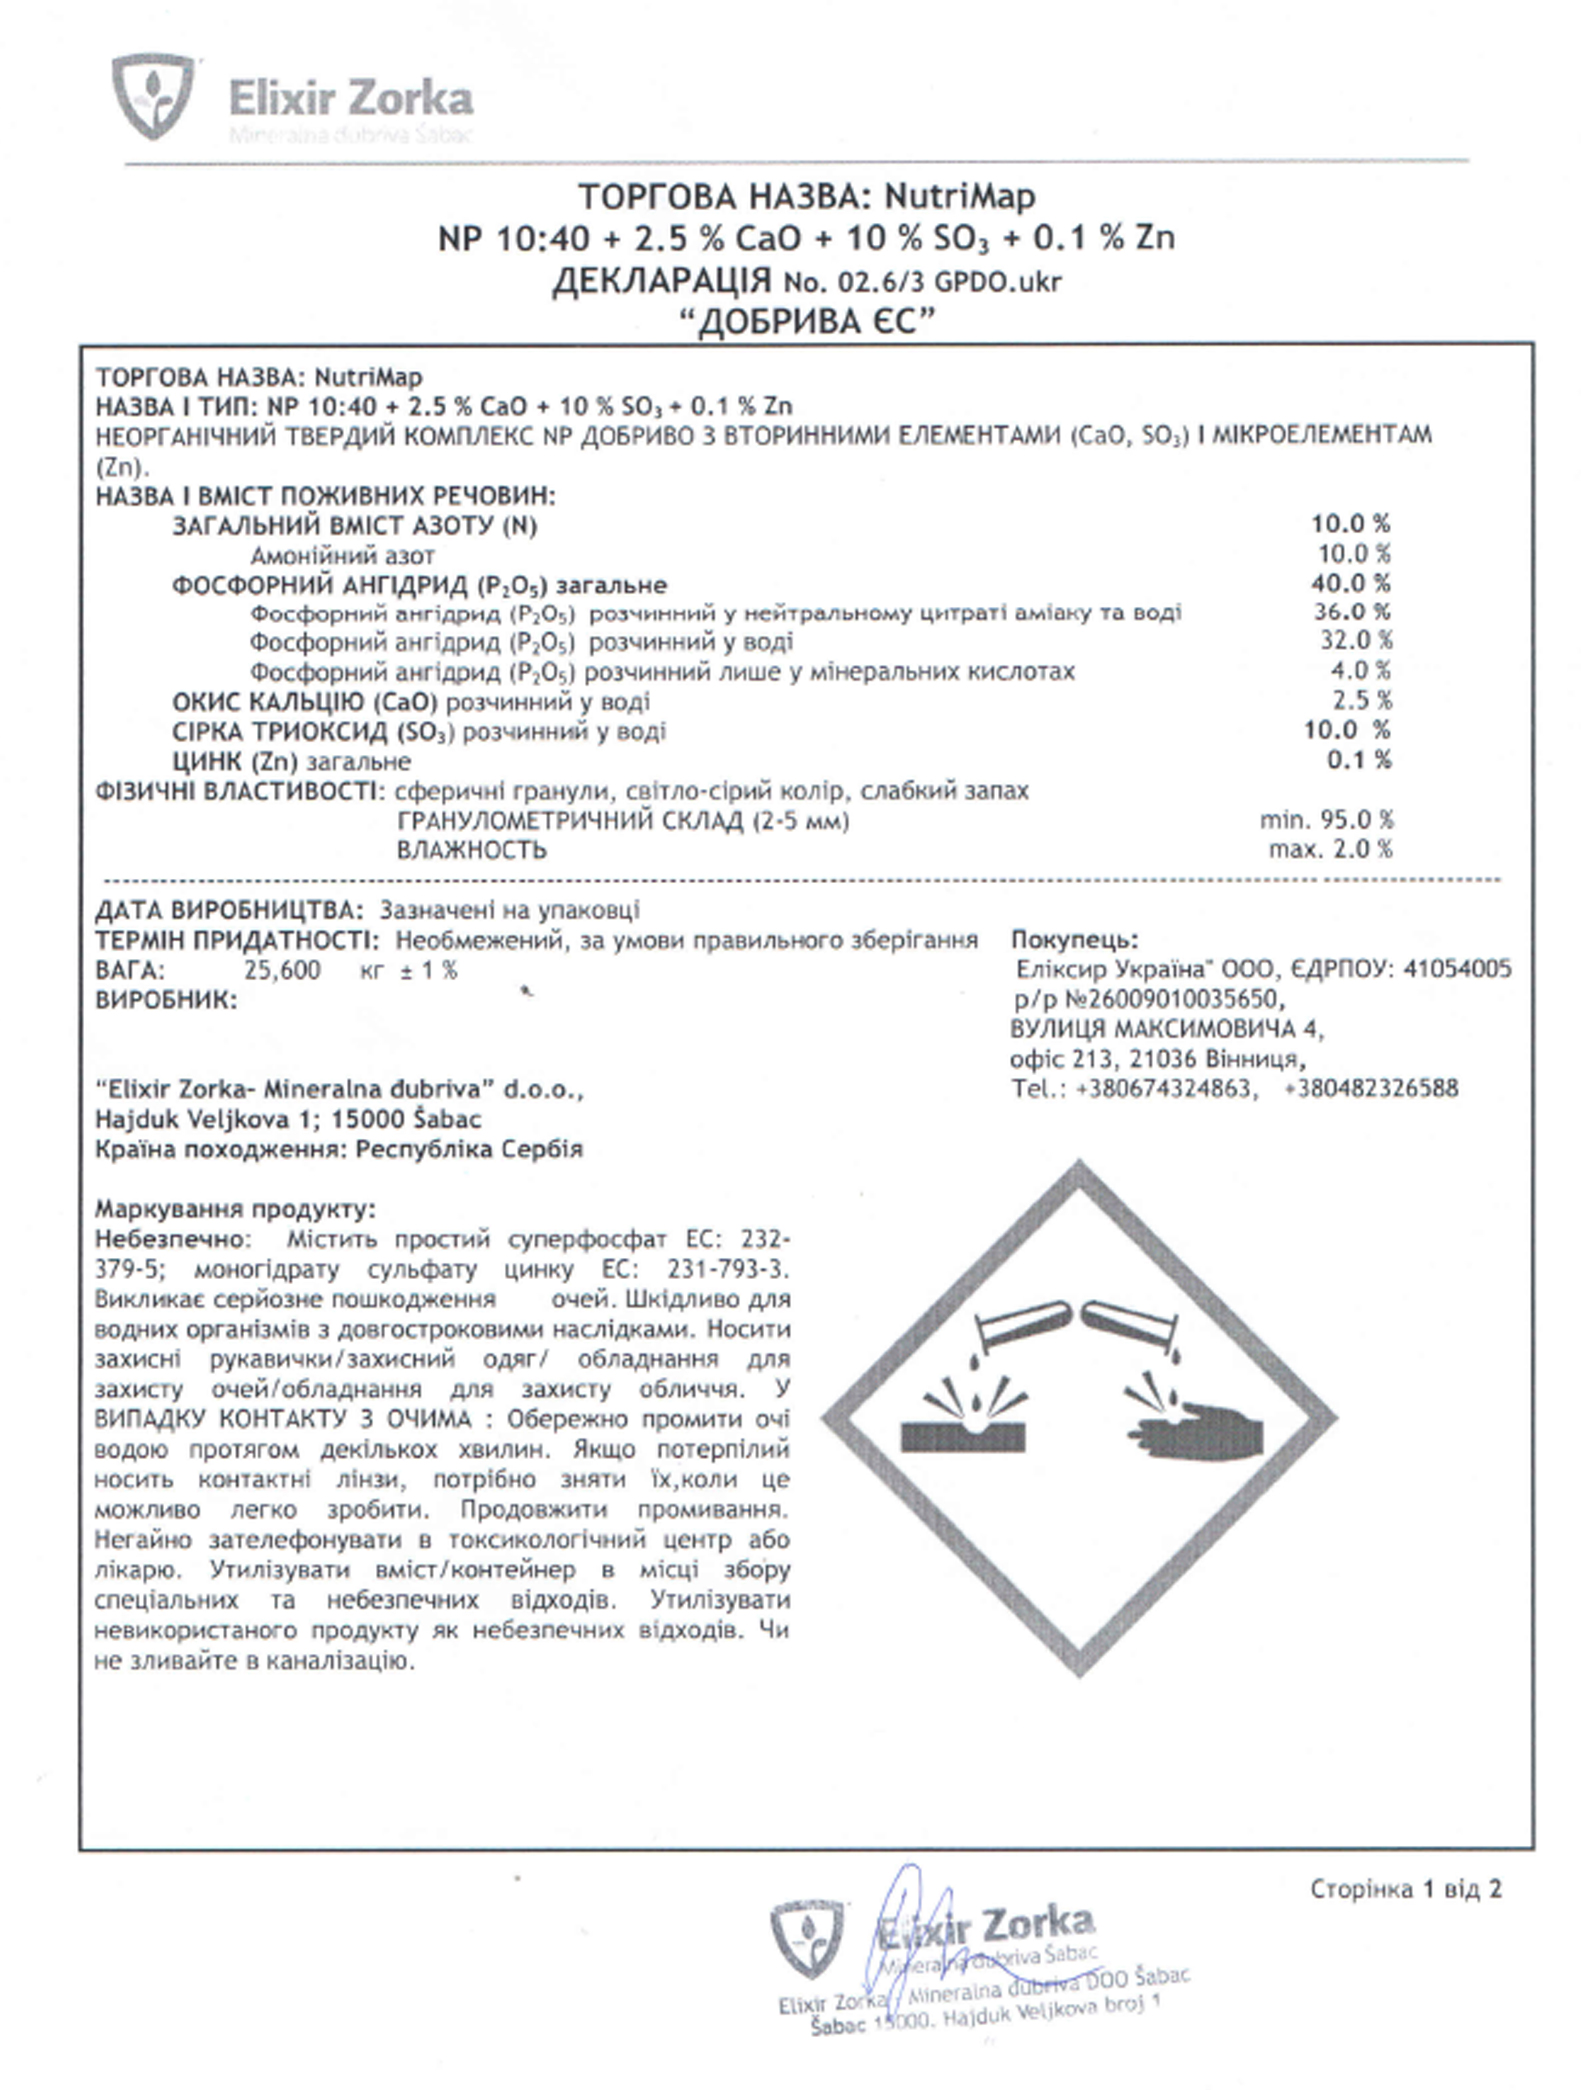 Elixir Zorka
Mineralna đubriva Šabac
ТОРГОВА НАЗВА: NutriMap
NP 10:40 + 2.5 % CaO + 10 % SO₃ + 0.1 % Zn
ДЕКЛАРАЦІЯ No. 02.6/3 GPDO.ukr
“ДОБРИВА ЄС”
ТОРГОВА НАЗВА: NutriMap
НАЗВА І ТИП: NP 10:40 + 2.5 % CaO + 10 % SO₃ + 0.1 % Zn
НЕОРГАНІЧНИЙ ТВЕРДИЙ КОМПЛЕКС NP ДОБРИВО З ВТОРИННИМИ ЕЛЕМЕНТАМИ (CaO, SO₃) І МІКРОЕЛЕМЕНТАМ
(Zn).
НАЗВА І ВМІСТ ПОЖИВНИХ РЕЧОВИН:
ЗАГАЛЬНИЙ ВМІСТ АЗОТУ (N) 10.0 %
Амонійний азот 10.0 %
ФОСФОРНИЙ АНГІДРИД (P₂O₅) загальне 40.0 %
Фосфорний ангідрид (P₂O₅) розчинний у нейтральному цитраті аміаку та воді 36.0 %
Фосфорний ангідрид (P₂O₅) розчинний у воді 32.0 %
Фосфорний ангідрид (P₂O₅) розчинний лише у мінеральних кислотах 4.0 %
ОКИС КАЛЬЦІЮ (CaO) розчинний у воді 2.5 %
СІРКА ТРИОКСИД (SO₃) розчинний у воді 10.0 %
ЦИНК (Zn) загальне 0.1 %
ФІЗИЧНІ ВЛАСТИВОСТІ: сферичні гранули, світло-сірий колір, слабкий запах
ГРАНУЛОМЕТРИЧНИЙ СКЛАД (2-5 мм) min. 95.0 %
ВЛАЖНОСТЬ max. 2.0 %
ДАТА ВИРОБНИЦТВА: Зазначені на упаковці
ТЕРМІН ПРИДАТНОСТІ: Необмежений, за умови правильного зберігання
ВАГА: 25,600 кг ± 1 %
ВИРОБНИК:
“Elixir Zorka- Mineralna đubriva” d.o.o.,
Hajduk Veljkova 1; 15000 Šabac
Країна походження: Республіка Сербія
Покупець:
Еліксир Україна" ООО, ЄДРПОУ: 41054005
р/р №26009010035650,
ВУЛИЦЯ МАКСИМОВИЧА 4,
офіс 213, 21036 Вінниця,
Tel.: +380674324863, +380482326588
Маркування продукту:
Небезпечно: Містить простий суперфосфат ЕС: 232-
379-5; моногідрату сульфату цинку ЕС: 231-793-3.
Викликає серйозне пошкодження очей. Шкідливо для
водних організмів з довгостроковими наслідками. Носити
захисні рукавички/захисний одяг/ обладнання для
захисту очей/обладнання для захисту обличчя. У
ВИПАДКУ КОНТАКТУ З ОЧИМА : Обережно промити очі
водою протягом декількох хвилин. Якщо потерпілий
носить контактні лінзи, потрібно зняти їх,коли це
можливо легко зробити. Продовжити промивання.
Негайно зателефонувати в токсикологічний центр або
лікарю. Утилізувати вміст/контейнер в місці збору
спеціальних та небезпечних відходів. Утилізувати
невикористаного продукту як небезпечних відходів. Чи
не зливайте в каналізацію.
Сторінка 1 від 2
Elixir Zorka
Mineralna đubriva Šabac
Elixir Zorka - Mineralna đubriva DOO Šabac
Šabac 15000. Hajduk Veljkova broj 1